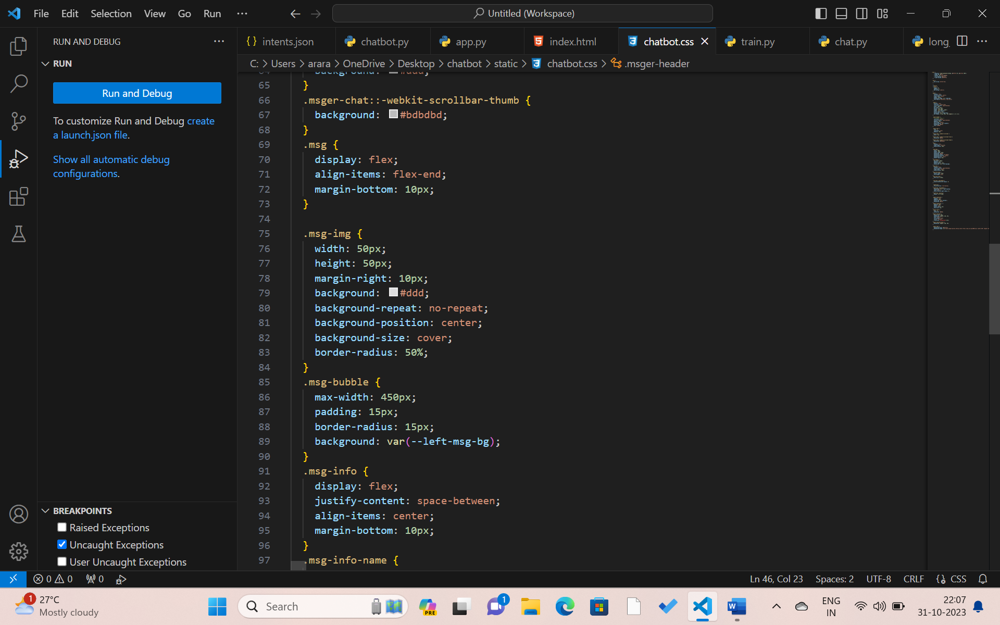 File Edit Selection View Go Run ···
Untitled (Workspace)
RUN AND DEBUG ···
intents.json chatbot.py app.py index.html chatbot.css train.py chat.py long
C: > Users > arara > OneDrive > Desktop > chatbot > static > chatbot.css > .msger-header
RUN
Run and Debug
To customize Run and Debug create
a launch.json file.
Show all automatic debug
configurations.
64 background: #ddd;
65 }
66 .msger-chat::-webkit-scrollbar-thumb {
67 background: #bdbdbd;
68 }
69 .msg {
70 display: flex;
71 align-items: flex-end;
72 margin-bottom: 10px;
73 }
74
75 .msg-img {
76 width: 50px;
77 height: 50px;
78 margin-right: 10px;
79 background: #ddd;
80 background-repeat: no-repeat;
81 background-position: center;
82 background-size: cover;
83 border-radius: 50%;
84 }
85 .msg-bubble {
86 max-width: 450px;
87 padding: 15px;
88 border-radius: 15px;
89 background: var(--left-msg-bg);
90 }
91 .msg-info {
92 display: flex;
93 justify-content: space-between;
94 align-items: center;
95 margin-bottom: 10px;
96 }
97 .msg-info-name {
BREAKPOINTS
Raised Exceptions
Uncaught Exceptions
User Uncaught Exceptions
0 0 0
Ln 46, Col 23 Spaces: 2 UTF-8 CRLF CSS
1
27°C
Mostly cloudy
Search
PRE
1
W
ENG
IN
22:07
31-10-2023